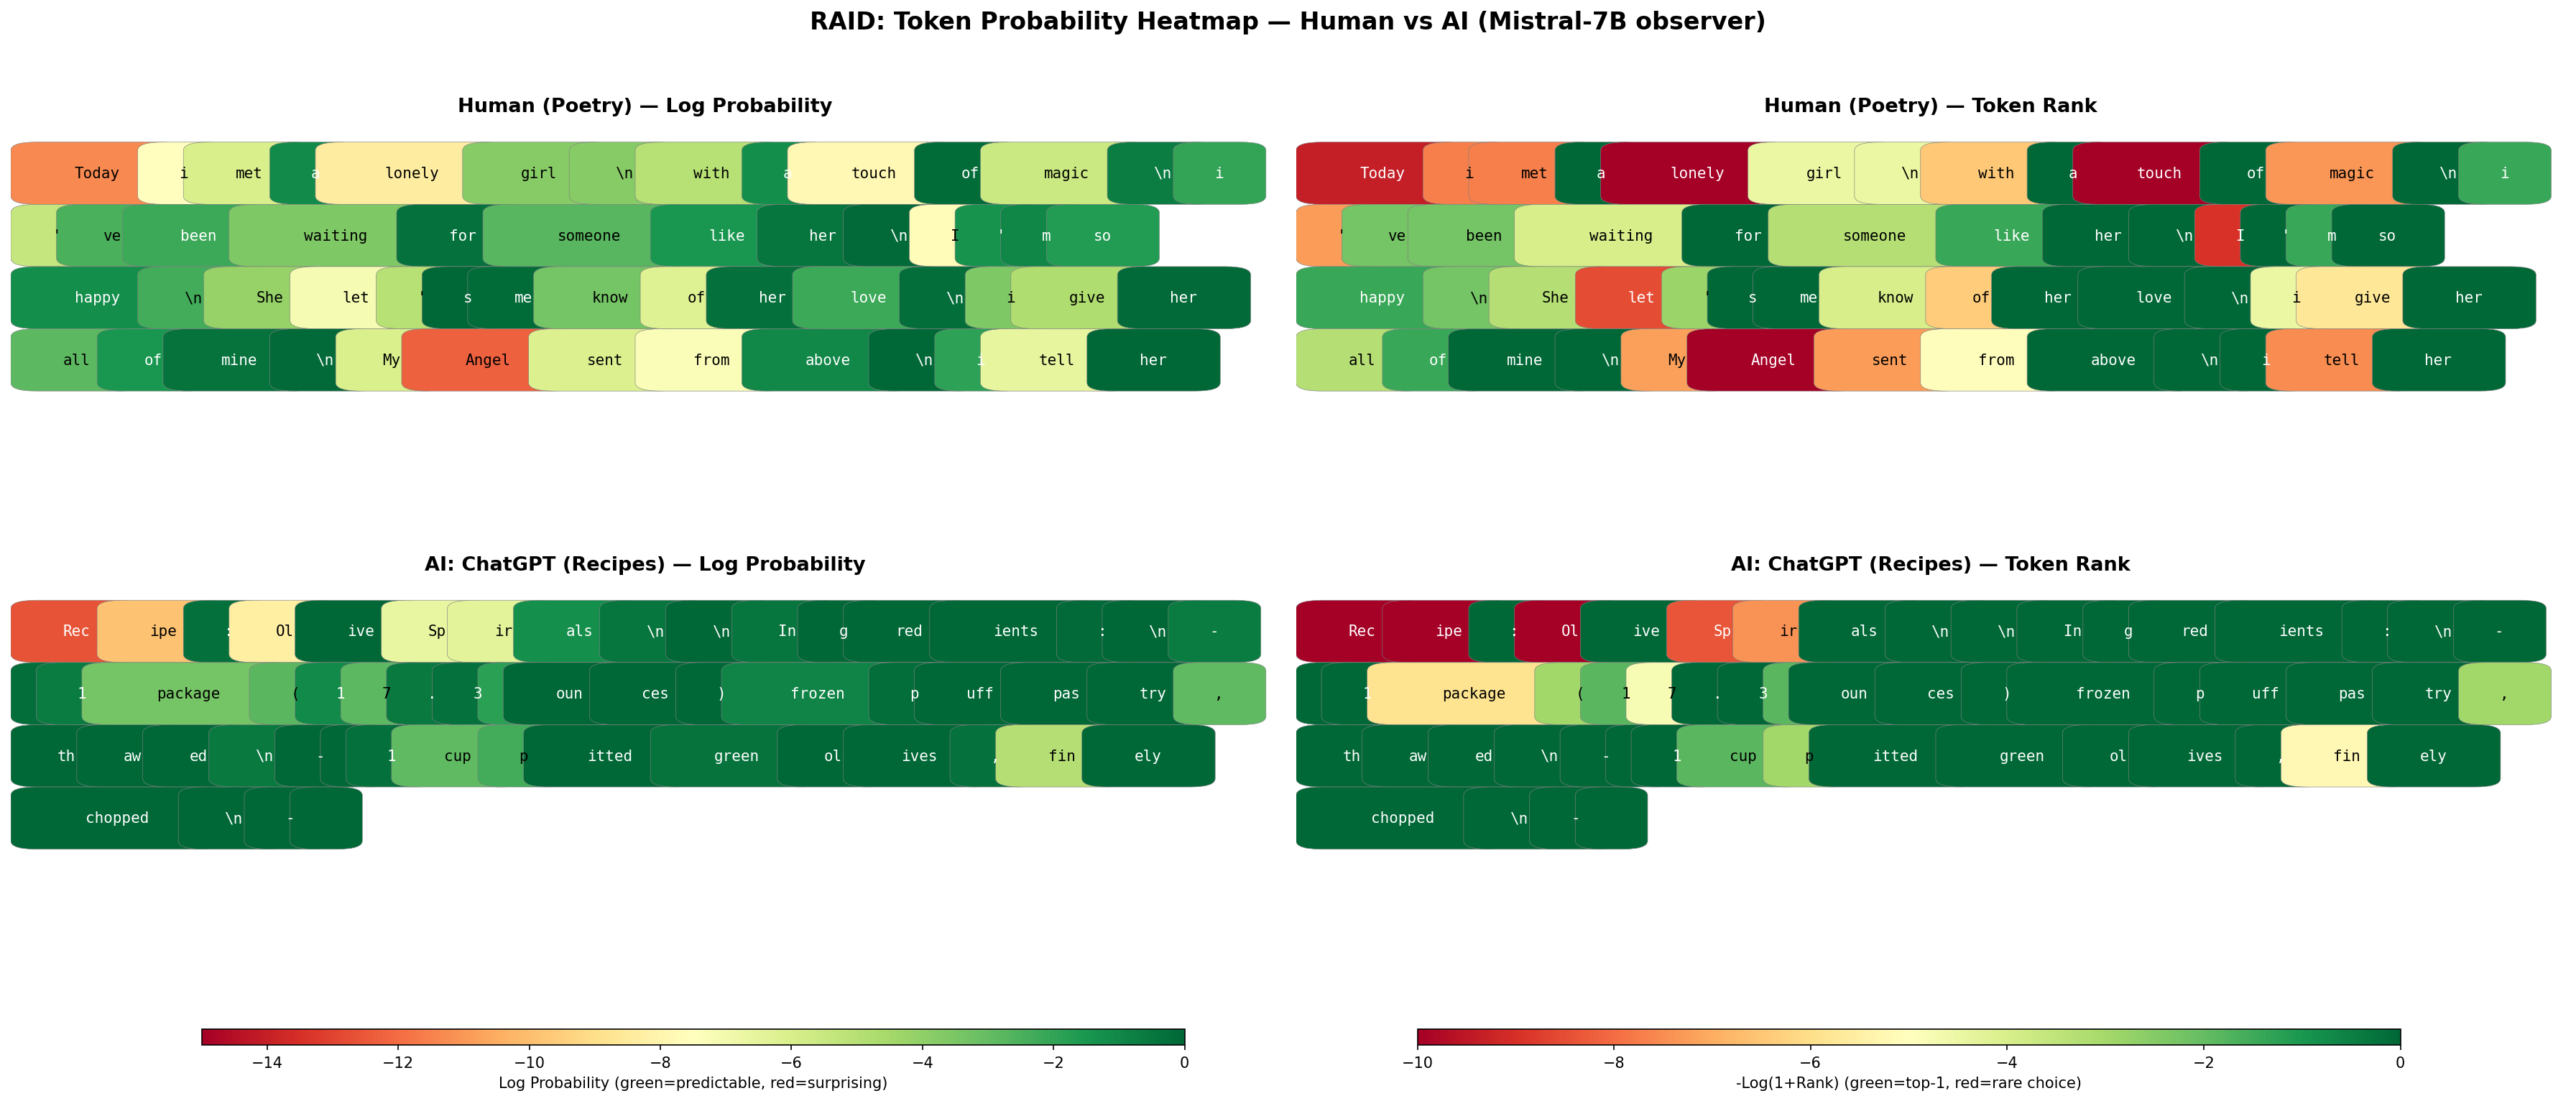 RAID: Token Probability Heatmap — Human vs AI (Mistral-7B observer)
Human (Poetry) — Log Probability
Today i met a lonely girl \n with a touch of magic \n i
' ve been waiting for someone like her \n I ' m so
happy \n She let ' s me know of her love \n i give her
all of mine \n My Angel sent from above \n i tell her
Human (Poetry) — Token Rank
Today i met a lonely girl \n with a touch of magic \n i
' ve been waiting for someone like her \n I ' m so
happy \n She let ' s me know of her love \n i give her
all of mine \n My Angel sent from above \n i tell her
AI: ChatGPT (Recipes) — Log Probability
Rec ipe : Ol ive Sp ir als \n \n In g red ients : \n -
1 package ( 1 7 . 3 oun ces ) frozen p uff pas try ,
th aw ed \n - 1 cup p itted green ol ives , fin ely
chopped \n -
AI: ChatGPT (Recipes) — Token Rank
Rec ipe : Ol ive Sp ir als \n \n In g red ients : \n -
1 package ( 1 7 . 3 oun ces ) frozen p uff pas try ,
th aw ed \n - 1 cup p itted green ol ives , fin ely
chopped \n -
−14 −12 −10 −8 −6 −4 −2 0
Log Probability (green=predictable, red=surprising)
−10 −8 −6 −4 −2 0
-Log(1+Rank) (green=top-1, red=rare choice)